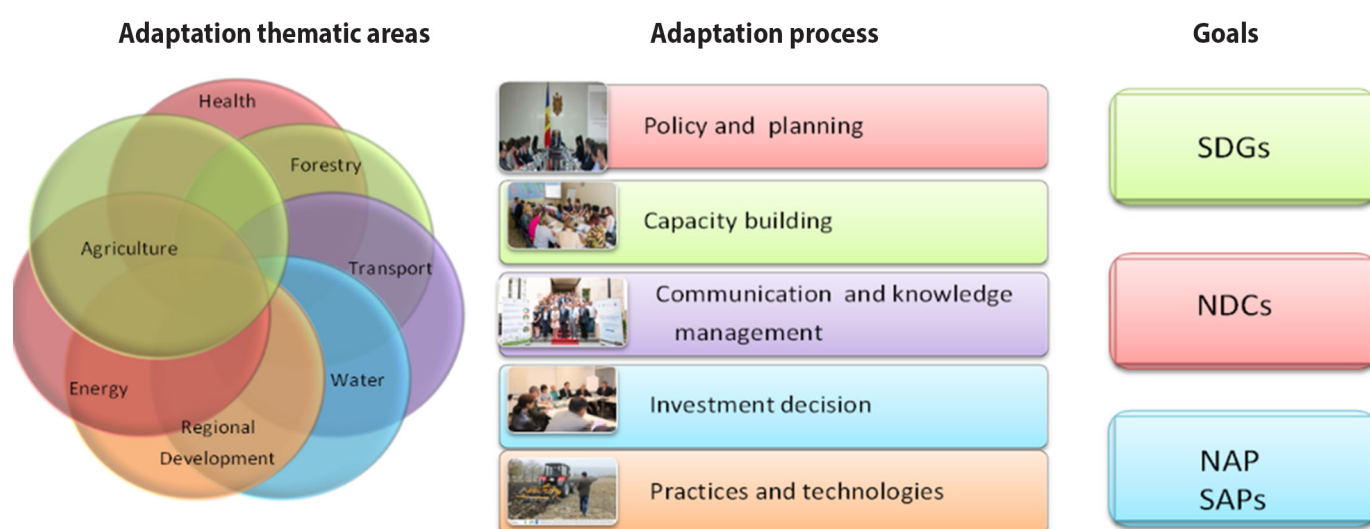 Adaptation thematic areas
Health
Forestry
Agriculture
Transport
Energy
Water
Regional
Development
Adaptation process
Policy and planning
Capacity building
Communication and knowledge
management
Investment decision
Practices and technologies
Goals
SDGs
NDCs
NAP
SAPs